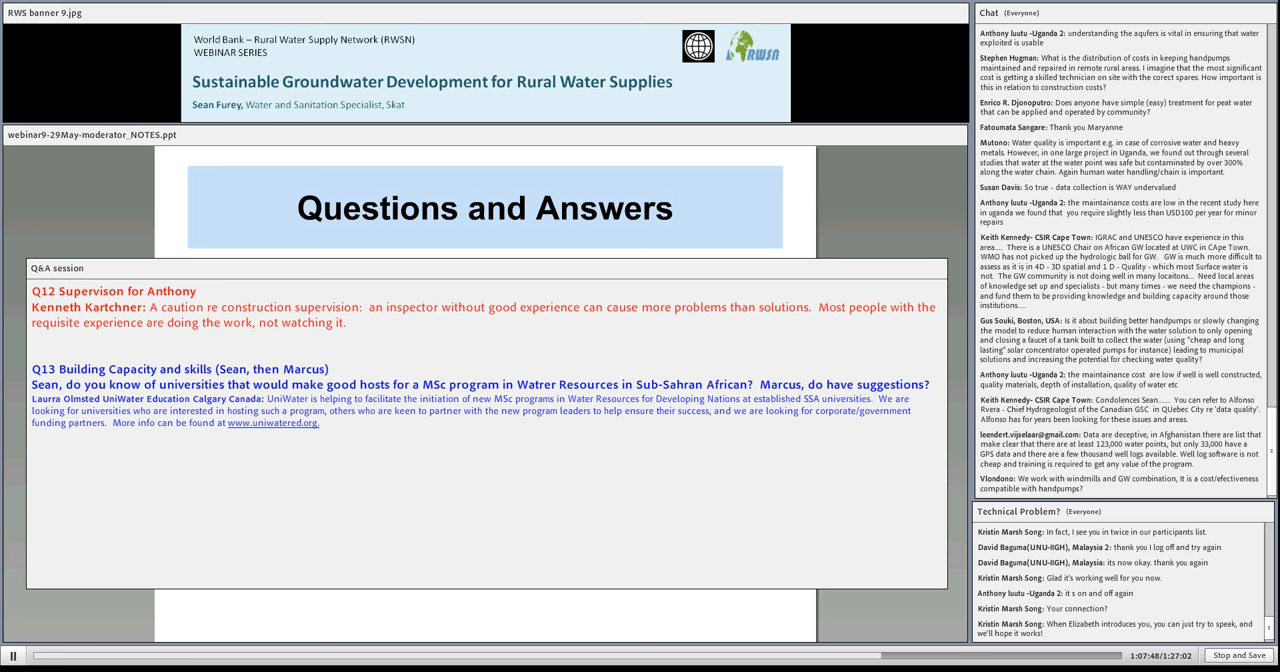 RWS banner 9.jpg
World Bank – Rural Water Supply Network (RWSN)
WEBINAR SERIES
RWSN
Sustainable Groundwater Development for Rural Water Supplies
Sean Furey, Water and Sanitation Specialist, Skat
webinar9-29May-moderator_NOTES.ppt
Questions and Answers
Q&A session
Q12 Supervision for Anthony
Kenneth Kartchner: A caution re construction supervision:  an inspector without good experience can cause more problems than solutions.  Most people with the
requisite experience are doing the work, not watching it.
Q13 Building Capacity and skills (Sean, then Marcus)
Sean, do you know of universities that would make good hosts for a MSc program in Watrer Resources in Sub-Sahran African?  Marcus, do have suggestions?
Laurra Olmsted UniWater Education Calgary Canada: UniWater is helping to facilitate the initiation of new MSc programs in Water Resources for Developing Nations at established SSA universities.  We are
looking for universities who are interested in hosting such a program, others who are keen to partner with the new program leaders to help ensure their success, and we are looking for corporate/government
funding partners.  More info can be found at www.uniwatered.org.
Chat (Everyone)
Anthony luutu -Uganda 2: understanding the aqufers is vital in ensuring that water
exploited is usable
Stephen Hugman: What is the distribution of costs in keeping handpumps
maintained and repaired in remote rural areas. I imagine that the most significant
cost is getting a skilled technician on site with the corect spares. How important is
this in relation to construction costs?
Enrico R. Djonoputro: Does anyone have simple (easy) treatment for peat water
that can be applied and operated by community?
Fatoumata Sangare: Thank you Maryanne
Mutono: Water quality is important e.g. in case of corrosive water and heavy
metals. However, in one large project in Uganda, we found out through several
studies that water at the water point was safe but contaminated by over 300%
along the water chain. Again human water handling/chain is important.
Susan Davis: So true - data collection is WAY undervalued
Anthony luutu -Uganda 2: the maintainance costs are low in the recent study here
in uganda we found that  you require slightly less than USD100 per year for minor
repairs
Keith Kennedy- CSIR Cape Town: IGRAC and UNESCO have experience in this
area....  There is a UNESCO Chair on African GW located at UWC in CApe Town.
WMO has not picked up the hydrologic ball for GW.   GW is much more difficult to
assess as it is in 4D - 3D spatial and 1 D - Quality - which most Surface water is
not.  The GW community is not doing well in many locaitons...  Need local areas
of knowledge set up and specialists - but many times - we need the champions -
and fund them to be providing knowledge and building capacity around those
institutions....
Gus Souki, Boston, USA: Is it about building better handpumps or slowly changing
the model to reduce human interaction with the water solution to only opening
and closing a faucet of a tank built to collect the water (using "cheap and long
lasting" solar concentrator operated pumps for instance) leading to municipal
solutions and increasing the potential for checking water quality?
Anthony luutu -Uganda 2: the maintainance cost  are low if well is well constructed,
quality materials, depth of installation, quality of water etc
Keith Kennedy- CSIR Cape Town: Condolences Sean......  You can refer to Alfonso
Rvera - Chief Hydrogeologist of the Canadian GSC  in QUebec City re 'data quality'.
Alfonso has for years been looking for these issues and areas.
leendert.vijselaar@gmail.com: Data are deceptive, in Afghanistan there are list that
make clear that there are at least 123,000 water points, but only 33,000 have a
GPS data and there are a few thousand well logs available. Well log software is not
cheap and training is required to get any value of the program.
Vlondono: We work with windmills and GW combination, It is a cost/efectiveness
compatible with handpumps?
Technical Problem? (Everyone)
Kristin Marsh Song: In fact, I see you in twice in our participants list.
David Baguma(UNU-IIGH), Malaysia 2: thank you I log off and try again
David Baguma(UNU-IIGH), Malaysia: its now okay. thank you again
Kristin Marsh Song: Glad it's working well for you now.
Anthony luutu -Uganda 2: it s on and off again
Kristin Marsh Song: Your connection?
Kristin Marsh Song: When Elizabeth introduces you, you can just try to speak, and
we'll hope it works!
1:07:48/1:27:02
Stop and Save